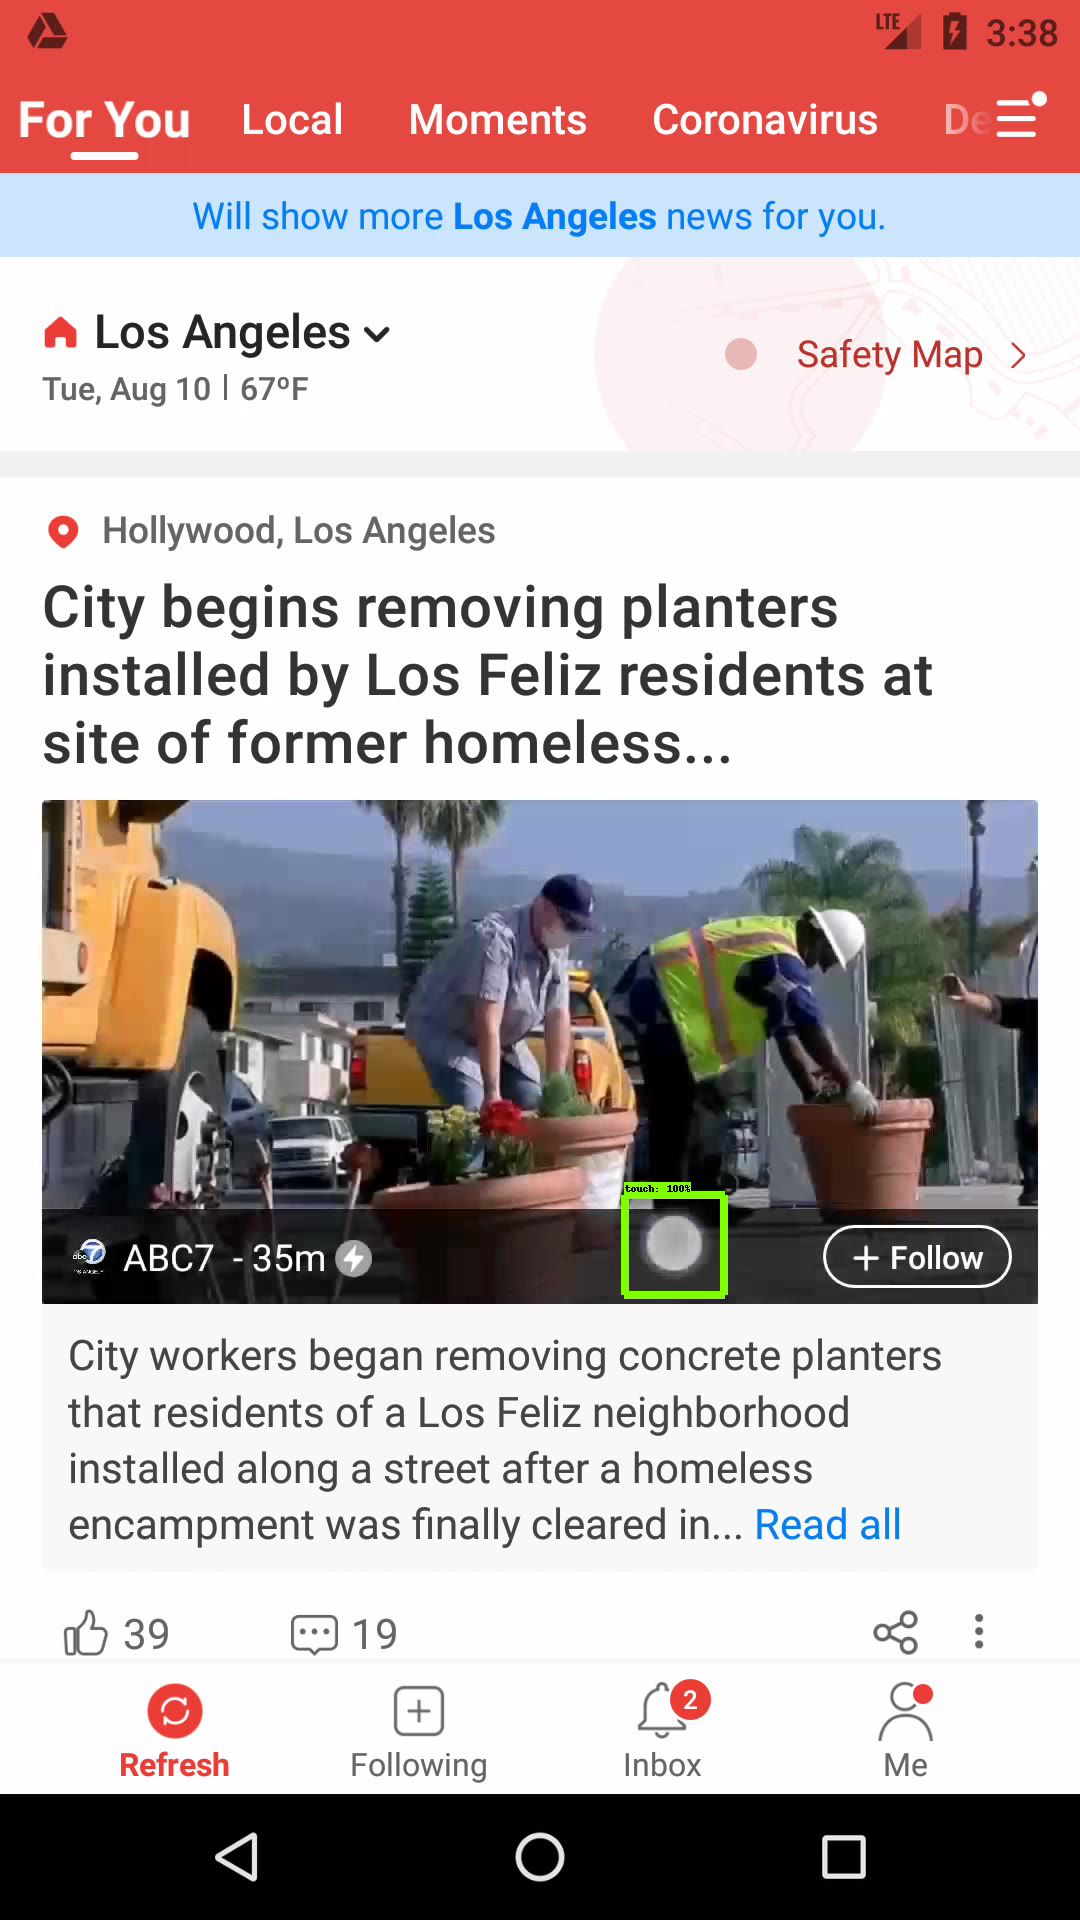 LTE 3:38
For You Local Moments Coronavirus De
Will show more Los Angeles news for you.
Los Angeles
Tue, Aug 10 | 67ºF
Safety Map
Hollywood, Los Angeles
City begins removing planters
installed by Los Feliz residents at
site of former homeless...
touch: 100%
abc 7 ABC7 - 35m
+ Follow
City workers began removing concrete planters
that residents of a Los Feliz neighborhood
installed along a street after a homeless
encampment was finally cleared in... Read all
39 19
2
Refresh Following Inbox Me